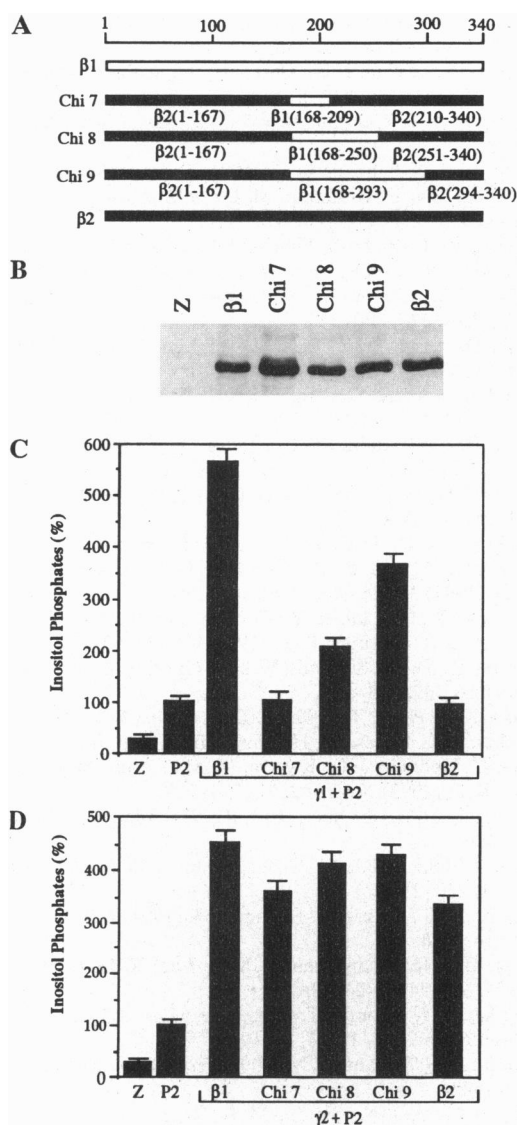 A
1 100 200 300 340
β1
Chi 7
β2(1-167) β1(168-209) β2(210-340)
Chi 8
β2(1-167) β1(168-250) β2(251-340)
Chi 9
β2(1-167) β1(168-293) β2(294-340)
β2
B
Z β1 Chi 7 Chi 8 Chi 9 β2
C
Inositol Phosphates (%)
600
500
400
300
200
100
0
Z P2 β1 Chi 7 Chi 8 Chi 9 β2
γ1 + P2
D
Inositol Phosphates (%)
500
400
300
200
100
0
Z P2 β1 Chi 7 Chi 8 Chi 9 β2
γ2 + P2